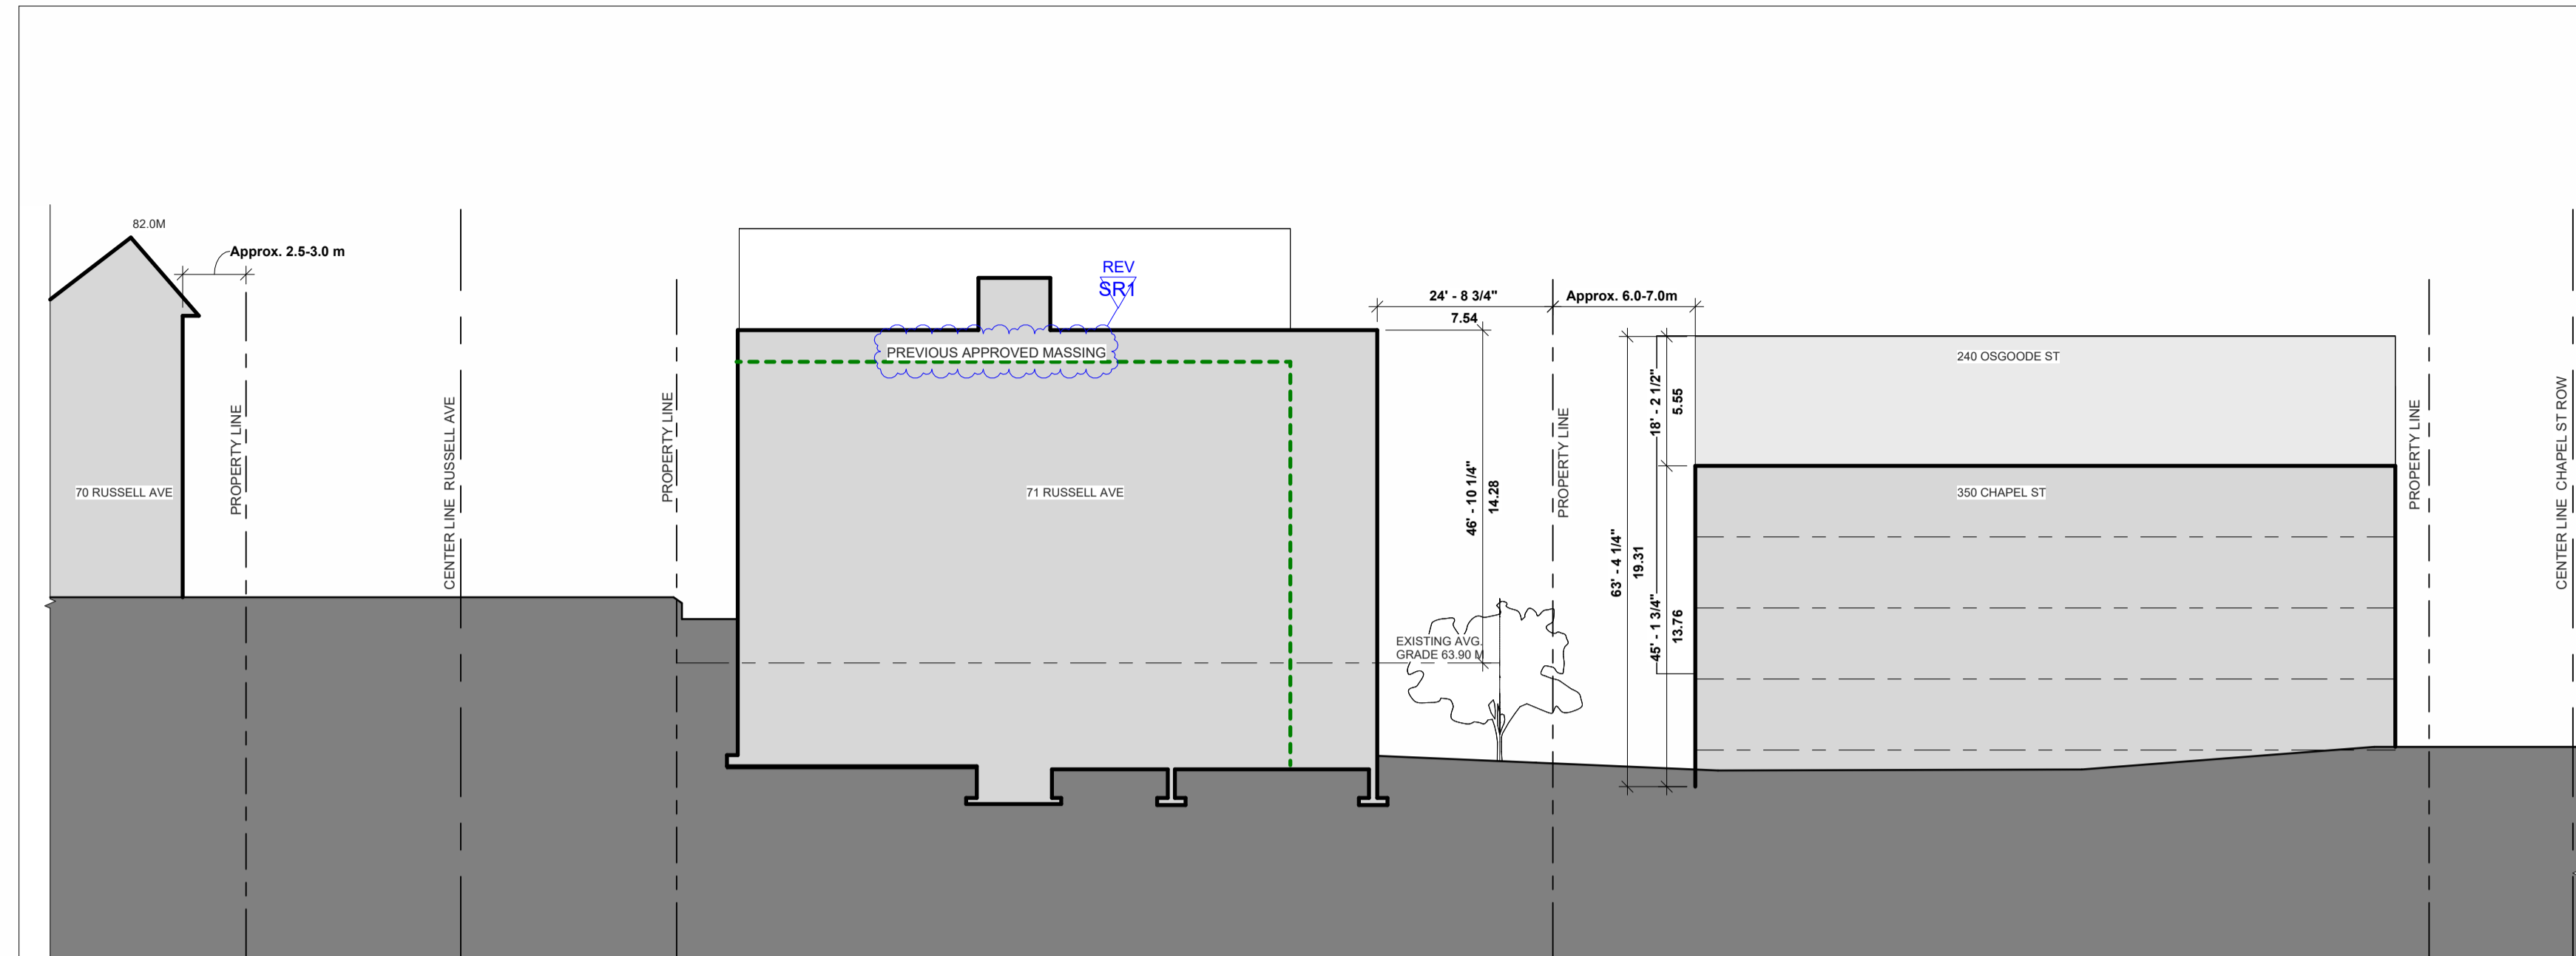 82.0M
Approx. 2.5-3.0 m
REV
SR1
24' - 8 3/4"
Approx. 6.0-7.0m
7.54
PREVIOUS APPROVED MASSING
240 OSGOODE ST
18' - 2 1/2"
5.55
PROPERTY LINE
CENTER LINE RUSSELL AVE
PROPERTY LINE
70 RUSSELL AVE
71 RUSSELL AVE
46' - 10 1/4"
14.28
PROPERTY LINE
350 CHAPEL ST
PROPERTY LINE
CENTER LINE CHAPEL ST ROW
63' - 4 1/4"
19.31
45' - 1 3/4"
13.76
EXISTING AVG.
GRADE 63.90 M